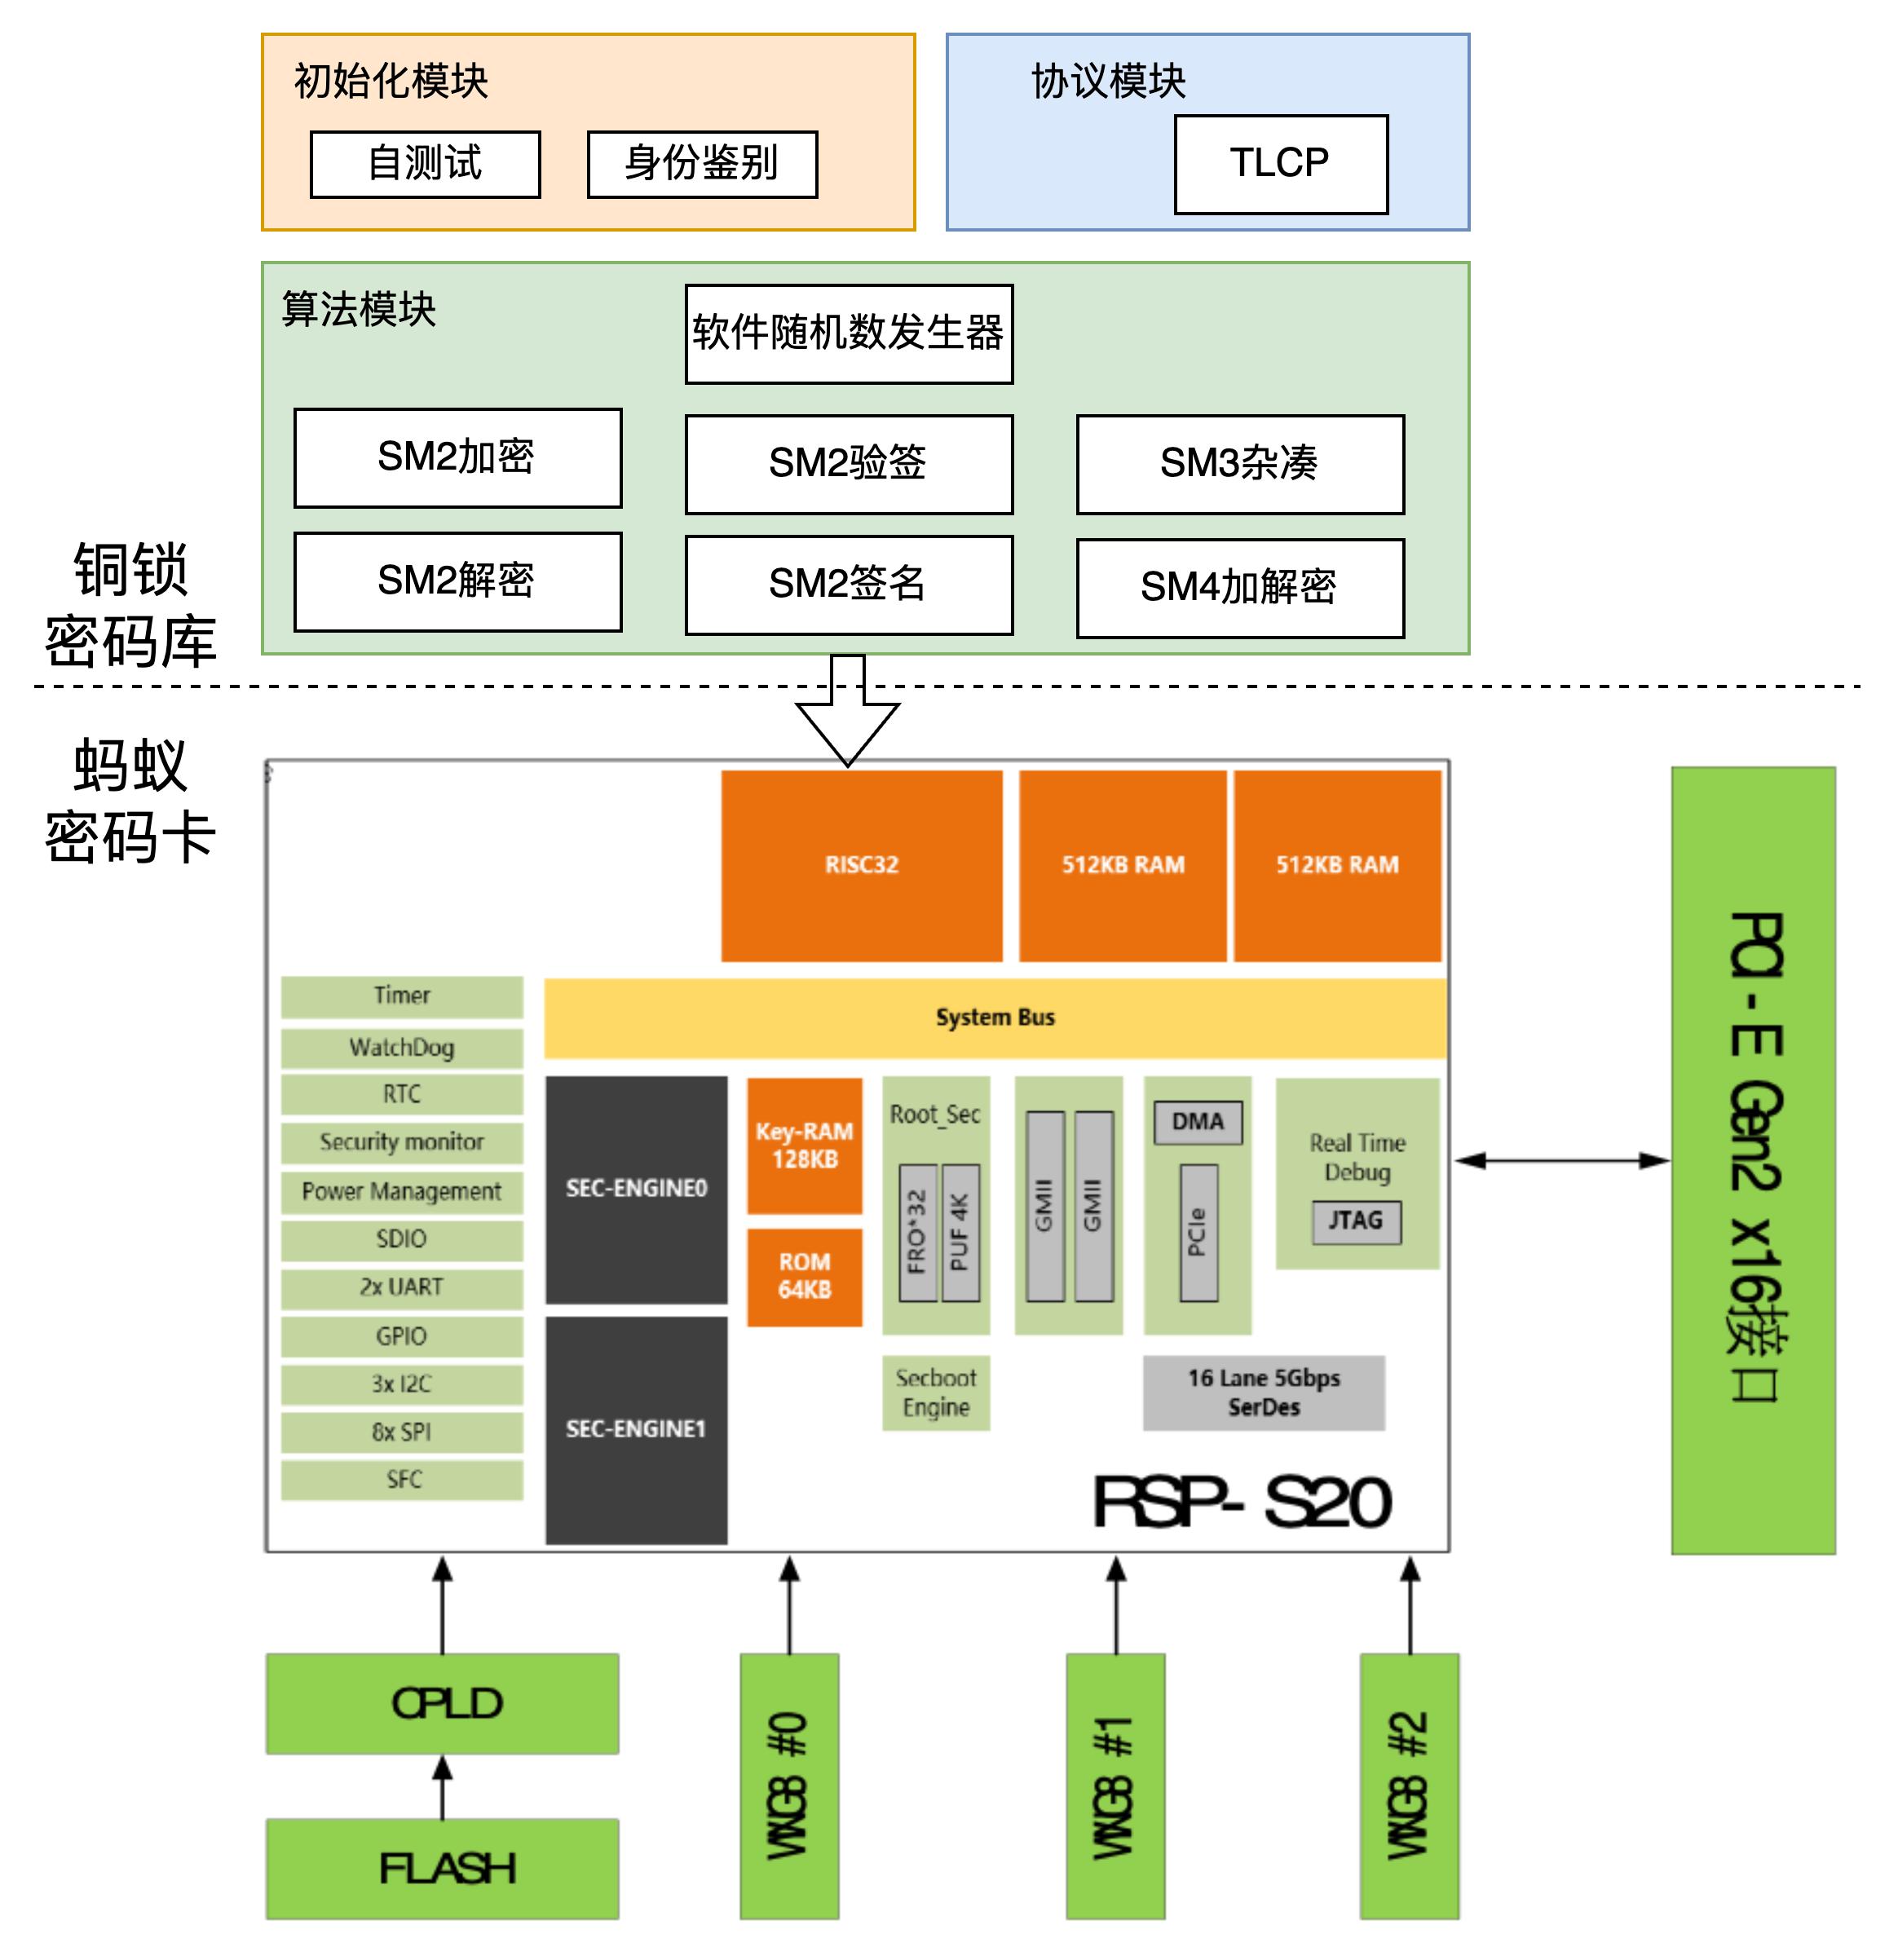 初始化模块
自测试
身份鉴别
协议模块
TLCP
算法模块
软件随机数发生器
SM2加密
SM2验签
SM3杂凑
SM2解密
SM2签名
SM4加解密
铜锁
密码库
蚂蚁
密码卡
RISC32
512KB RAM
512KB RAM
System Bus
Timer
WatchDog
RTC
Security monitor
Power Management
SDIO
2x UART
GPIO
3x I2C
8x SPI
SFC
SEC-ENGINE0
SEC-ENGINE1
Key-RAM
128KB
ROM
64KB
Root_Sec
FRO*32
PUF 4K
Secboot
Engine
GMII
GMII
DMA
PCIe
Real Time
Debug
JTAG
16 Lane 5Gbps
SerDes
RSP-S20
PCI-E Gen2 x16接口
CPLD
FLASH
#0
#1
#2